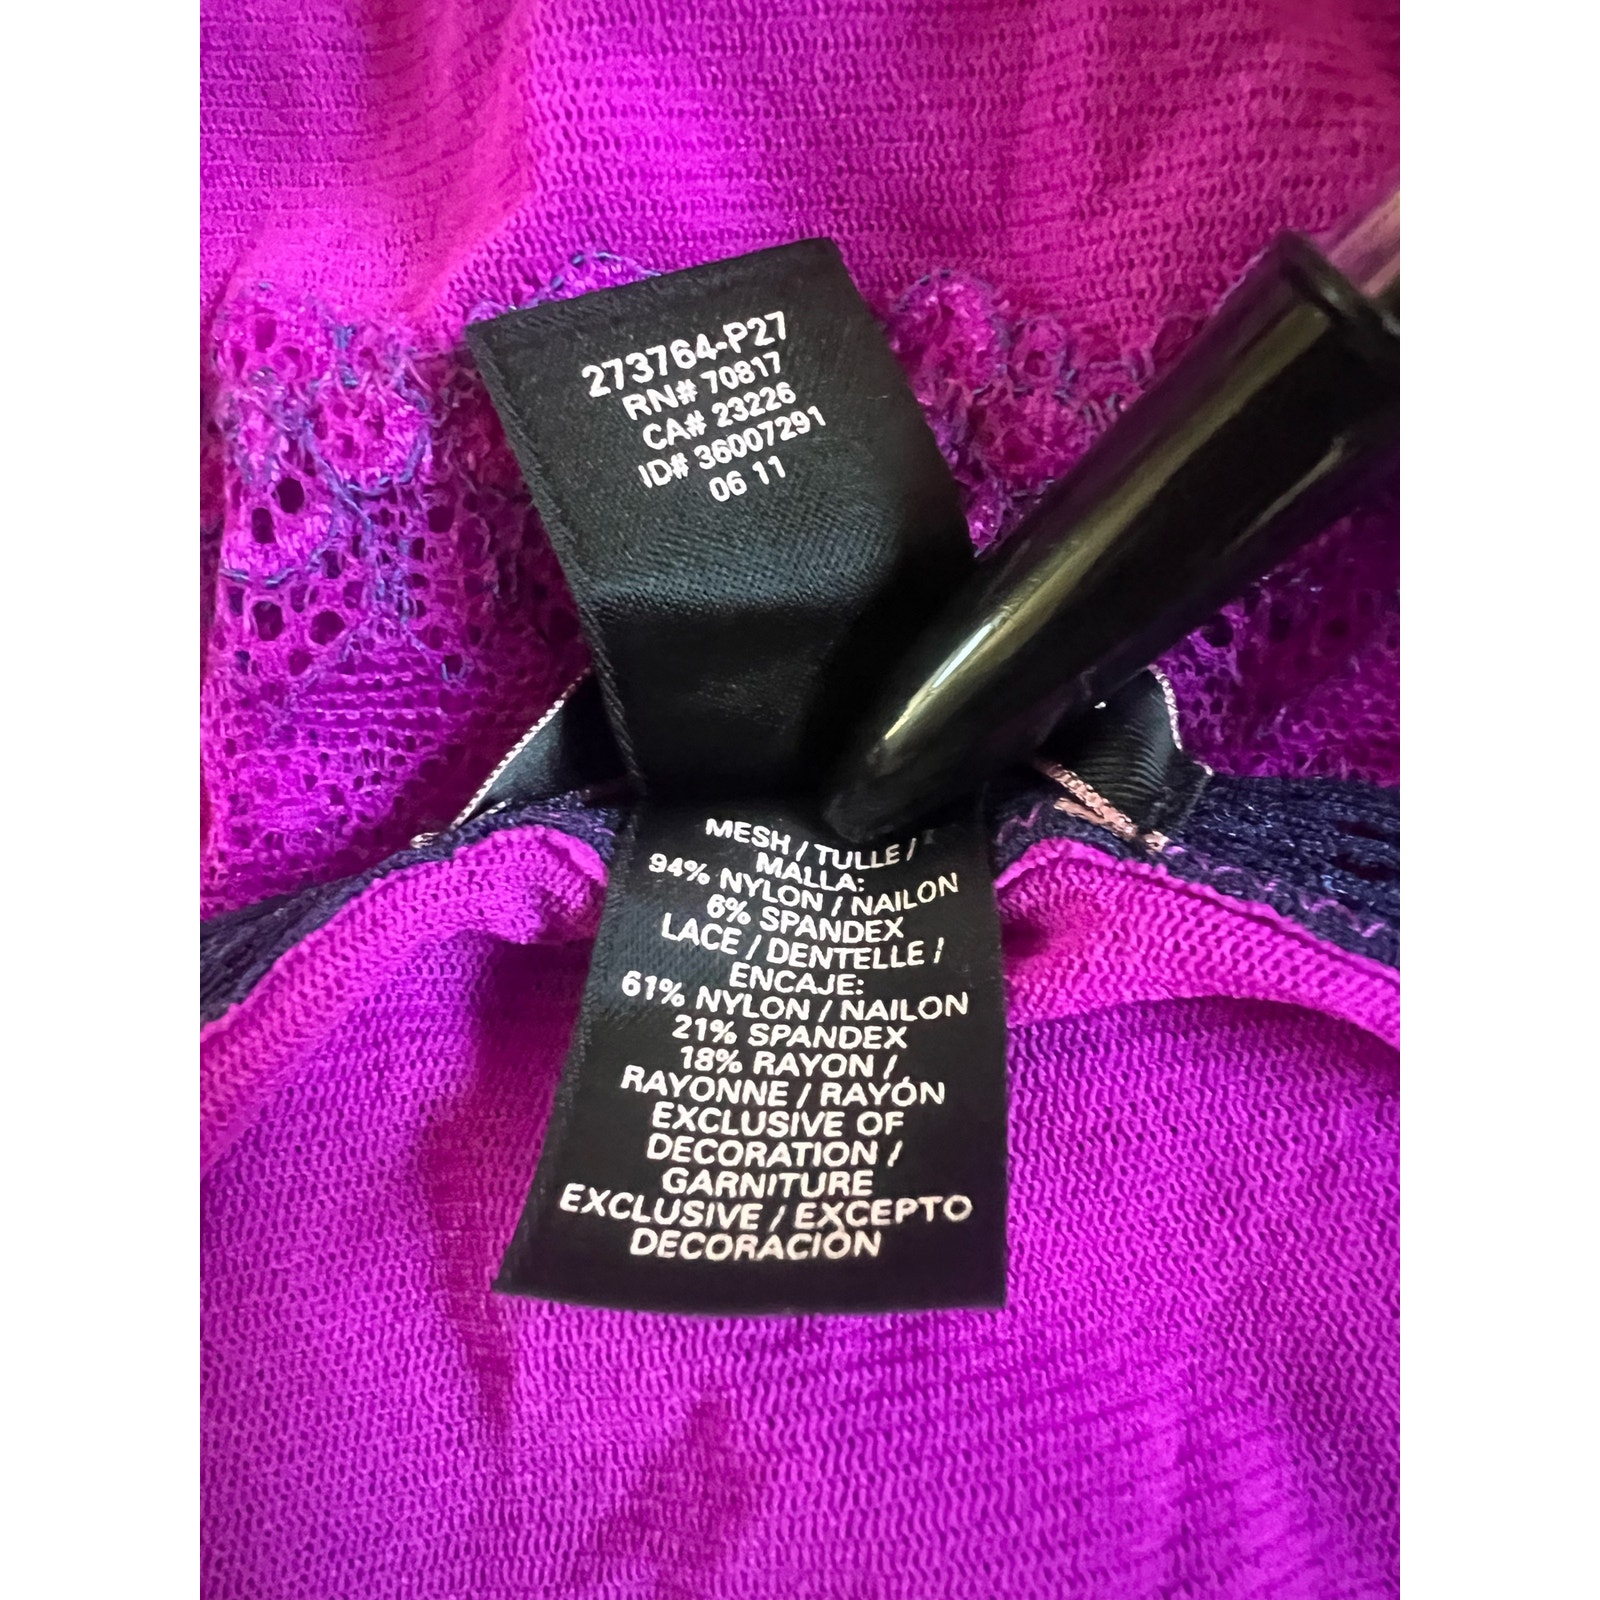 273764-P27
RN# 70817
CA# 23226
ID# 36007291
06 11
MESH / TULLE /
MALLA:
94% NYLON / NAILON
6% SPANDEX
LACE / DENTELLE /
ENCAJE:
61% NYLON / NAILON
21% SPANDEX
18% RAYON /
RAYONNE / RAYÓN
EXCLUSIVE OF
DECORATION /
GARNITURE
EXCLUSIVE / EXCEPTO
DECORACIÓN